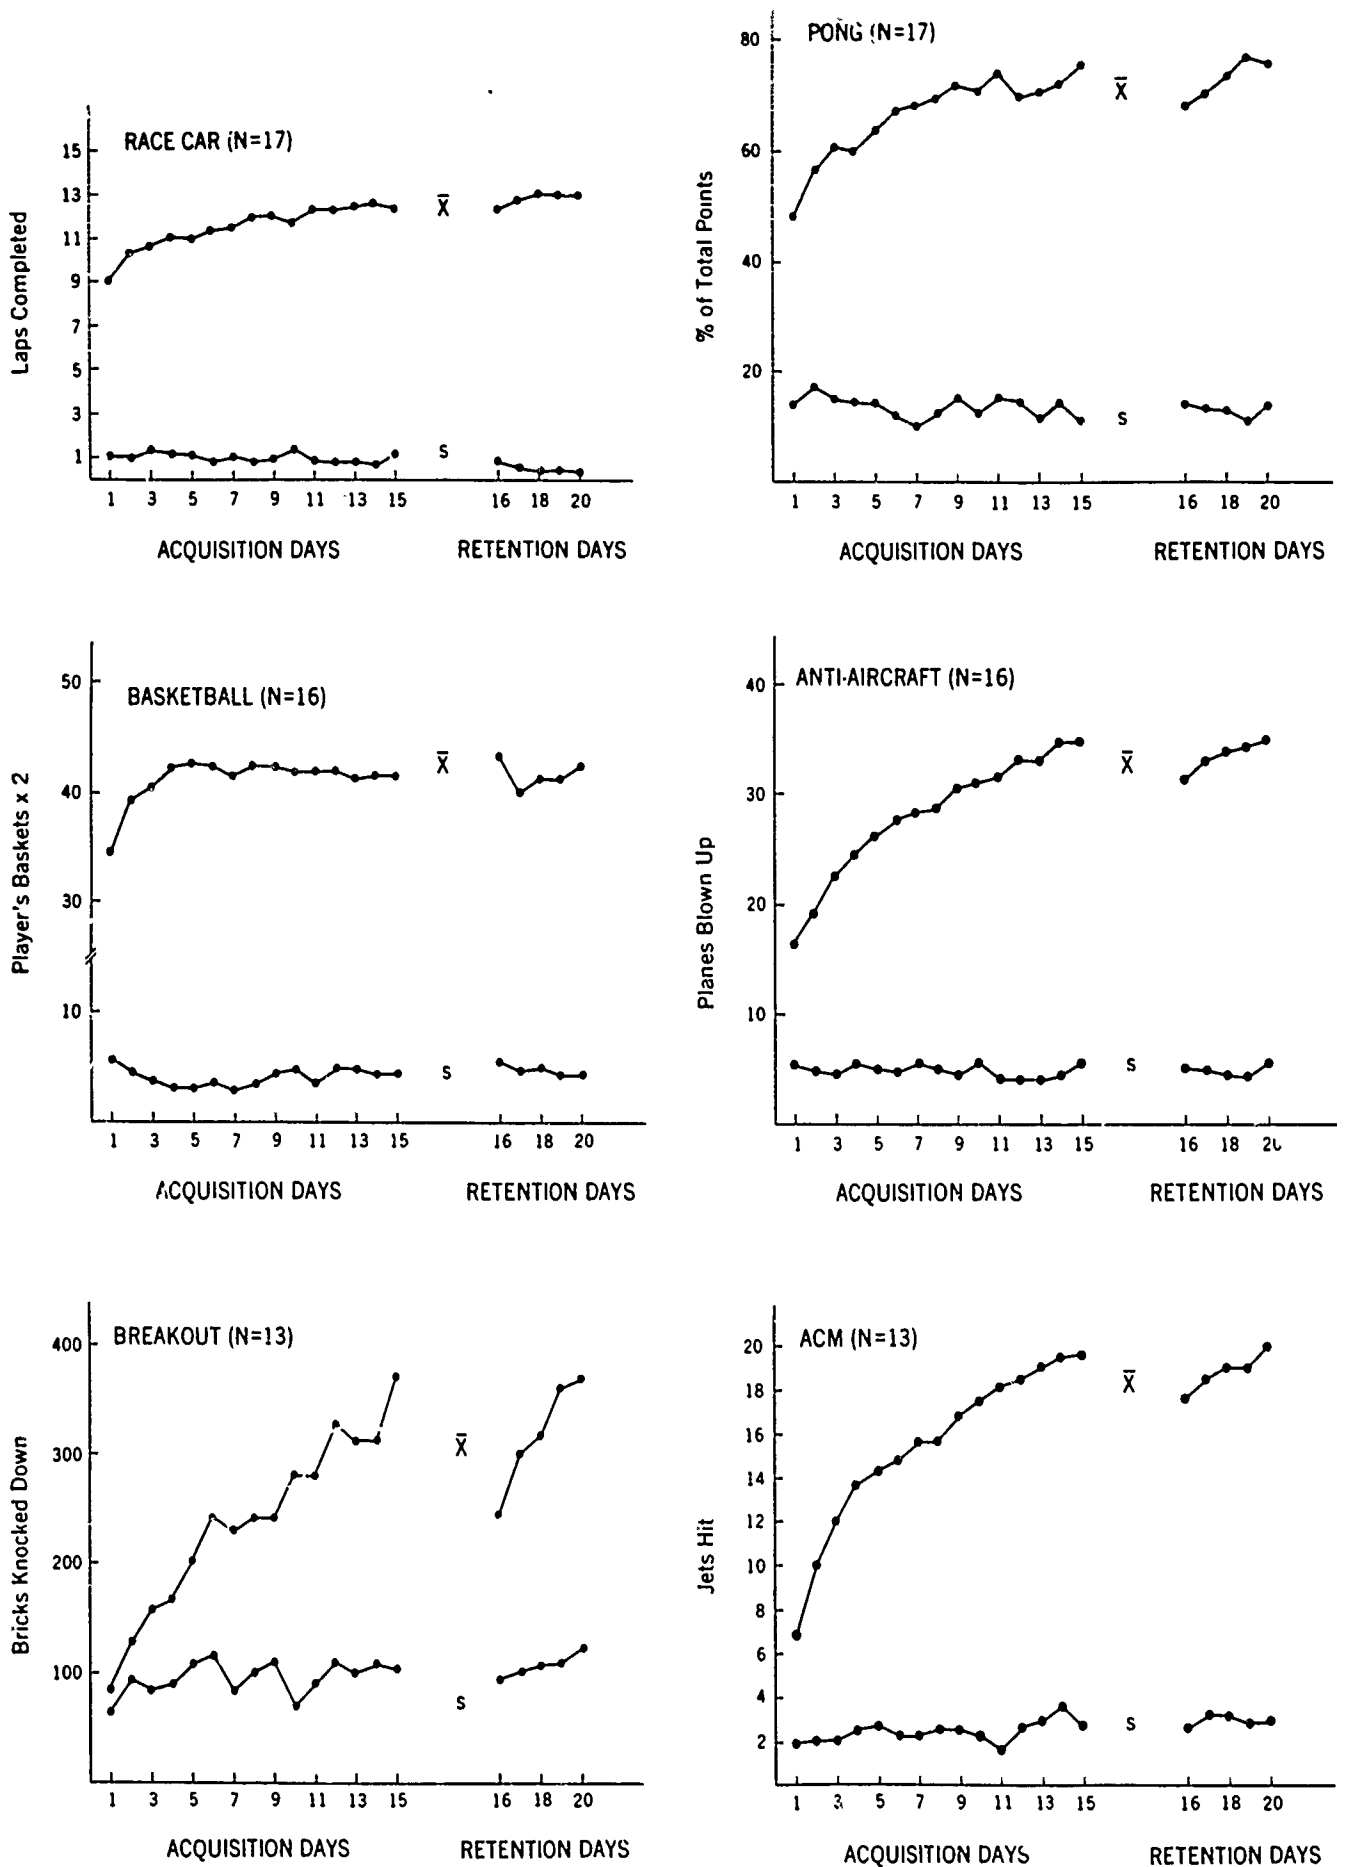 RACE CAR (N=17)
Laps Completed
15
13
11
9
7
5
3
1
X̄
S
1 3 5 7 9 11 13 15 16 18 20
ACQUISITION DAYS RETENTION DAYS
PONG (N=17)
% of Total Points
80
60
40
20
X̄
S
1 3 5 7 9 11 13 15 16 18 20
ACQUISITION DAYS RETENTION DAYS
BASKETBALL (N=16)
Player's Baskets x 2
50
40
30
10
X̄
S
1 3 5 7 9 11 13 15 16 18 20
ACQUISITION DAYS RETENTION DAYS
ANTI-AIRCRAFT (N=16)
Planes Blown Up
40
30
20
10
X̄
S
1 3 5 7 9 11 13 15 16 18 20
ACQUISITION DAYS RETENTION DAYS
BREAKOUT (N=13)
Bricks Knocked Down
400
300
200
100
X̄
S
1 3 5 7 9 11 13 15 16 18 20
ACQUISITION DAYS RETENTION DAYS
ACM (N=13)
Jets Hit
20
18
16
14
12
10
8
6
4
2
X̄
S
1 3 5 7 9 11 13 15 16 18 20
ACQUISITION DAYS RETENTION DAYS